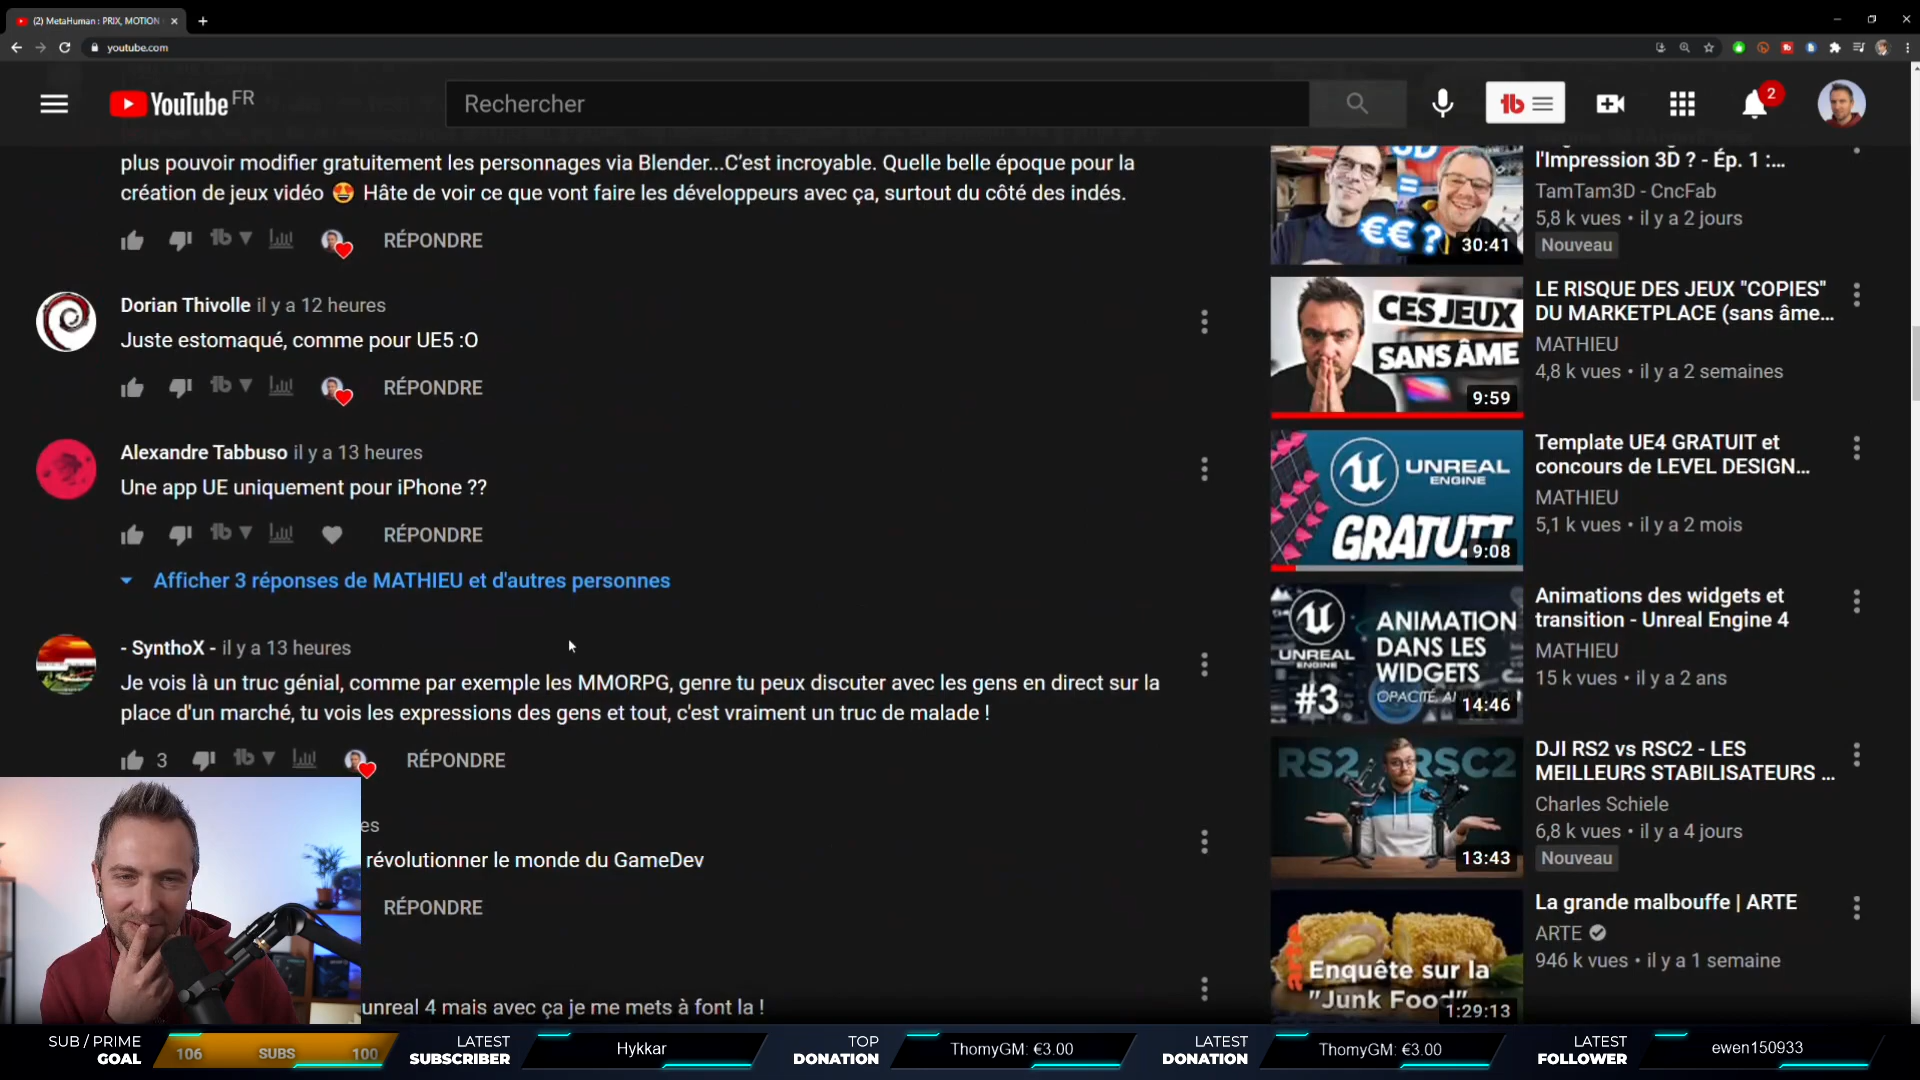 (2) MetaHuman : PRIX, MOTION
youtube.com
YouTube FR
Rechercher
2
plus pouvoir modifier gratuitement les personnages via Blender...C'est incroyable. Quelle belle époque pour la
création de jeux vidéo 🤩 Hâte de voir ce que vont faire les développeurs avec ça, surtout du côté des indés.
RÉPONDRE
Dorian Thivolle il y a 12 heures
Juste estomaqué, comme pour UE5 :O
RÉPONDRE
Alexandre Tabbuso il y a 13 heures
Une app UE uniquement pour iPhone ??
RÉPONDRE
Afficher 3 réponses de MATHIEU et d'autres personnes
- SynthoX - il y a 13 heures
Je vois là un truc génial, comme par exemple les MMORPG, genre tu peux discuter avec les gens en direct sur la
place d'un marché, tu vois les expressions des gens et tout, c'est vraiment un truc de malade !
3 RÉPONDRE
es
révolutionner le monde du GameDev
RÉPONDRE
unreal 4 mais avec ça je me mets à font la !
3D
=
€€ ?
30:41
l'Impression 3D ? - Ép. 1 :...
TamTam3D - CncFab
5,8 k vues • il y a 2 jours
Nouveau
CES JEUX
SANS ÂME
9:59
LE RISQUE DES JEUX "COPIES"
DU MARKETPLACE (sans âme...
MATHIEU
4,8 k vues • il y a 2 semaines
UNREAL
ENGINE
GRATUIT
9:08
Template UE4 GRATUIT et
concours de LEVEL DESIGN...
MATHIEU
5,1 k vues • il y a 2 mois
UNREAL
ENGINE
#3
ANIMATION
DANS LES
WIDGETS
14:46
Animations des widgets et
transition - Unreal Engine 4
MATHIEU
15 k vues • il y a 2 ans
RS2 RSC2
13:43
DJI RS2 vs RSC2 - LES
MEILLEURS STABILISATEURS ...
Charles Schiele
6,8 k vues • il y a 4 jours
Nouveau
arte
Enquête sur la
"Junk Food"
1:29:13
La grande malbouffe | ARTE
ARTE
946 k vues • il y a 1 semaine
SUB / PRIME
GOAL
106 SUBS 100
LATEST
SUBSCRIBER
Hykkar
TOP
DONATION
ThomyGM: €3.00
LATEST
DONATION
ThomyGM: €3.00
LATEST
FOLLOWER
ewen150933